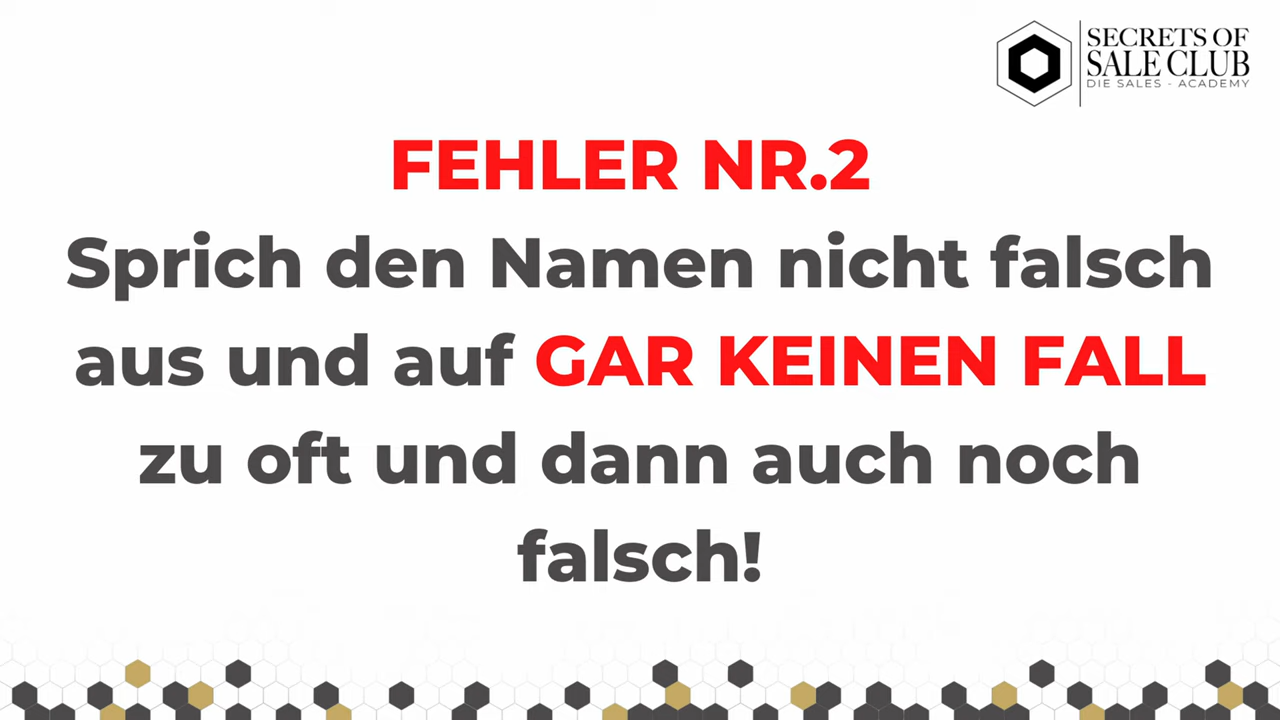 SECRETS OF
SALE CLUB
DIE SALES - ACADEMY
FEHLER NR.2
Sprich den Namen nicht falsch
aus und auf GAR KEINEN FALL
zu oft und dann auch noch
falsch!